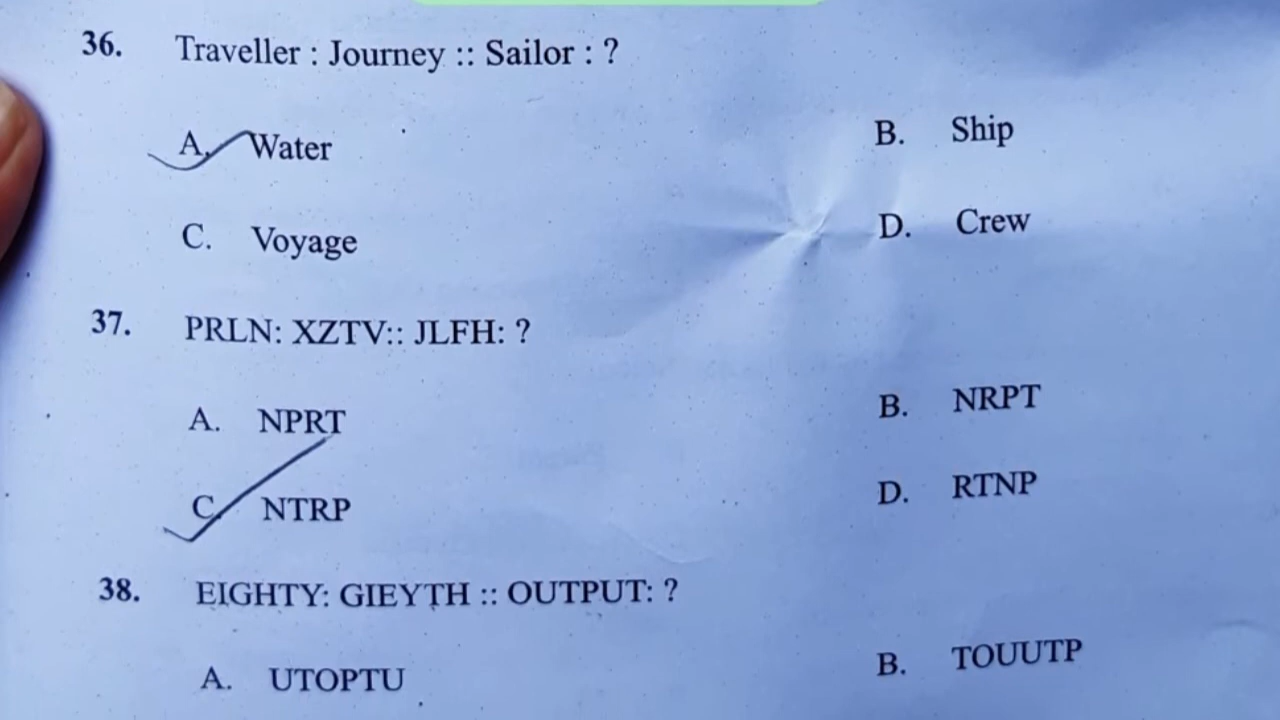 36. Traveller : Journey :: Sailor : ?
A. Water B. Ship
C. Voyage D. Crew
37. PRLN: XZTV:: JLFH: ?
A. NPRT B. NRPT
C. NTRP D. RTNP
38. EIGHTY: GIEYTH :: OUTPUT: ?
A. UTOPTU B. TOUUTP